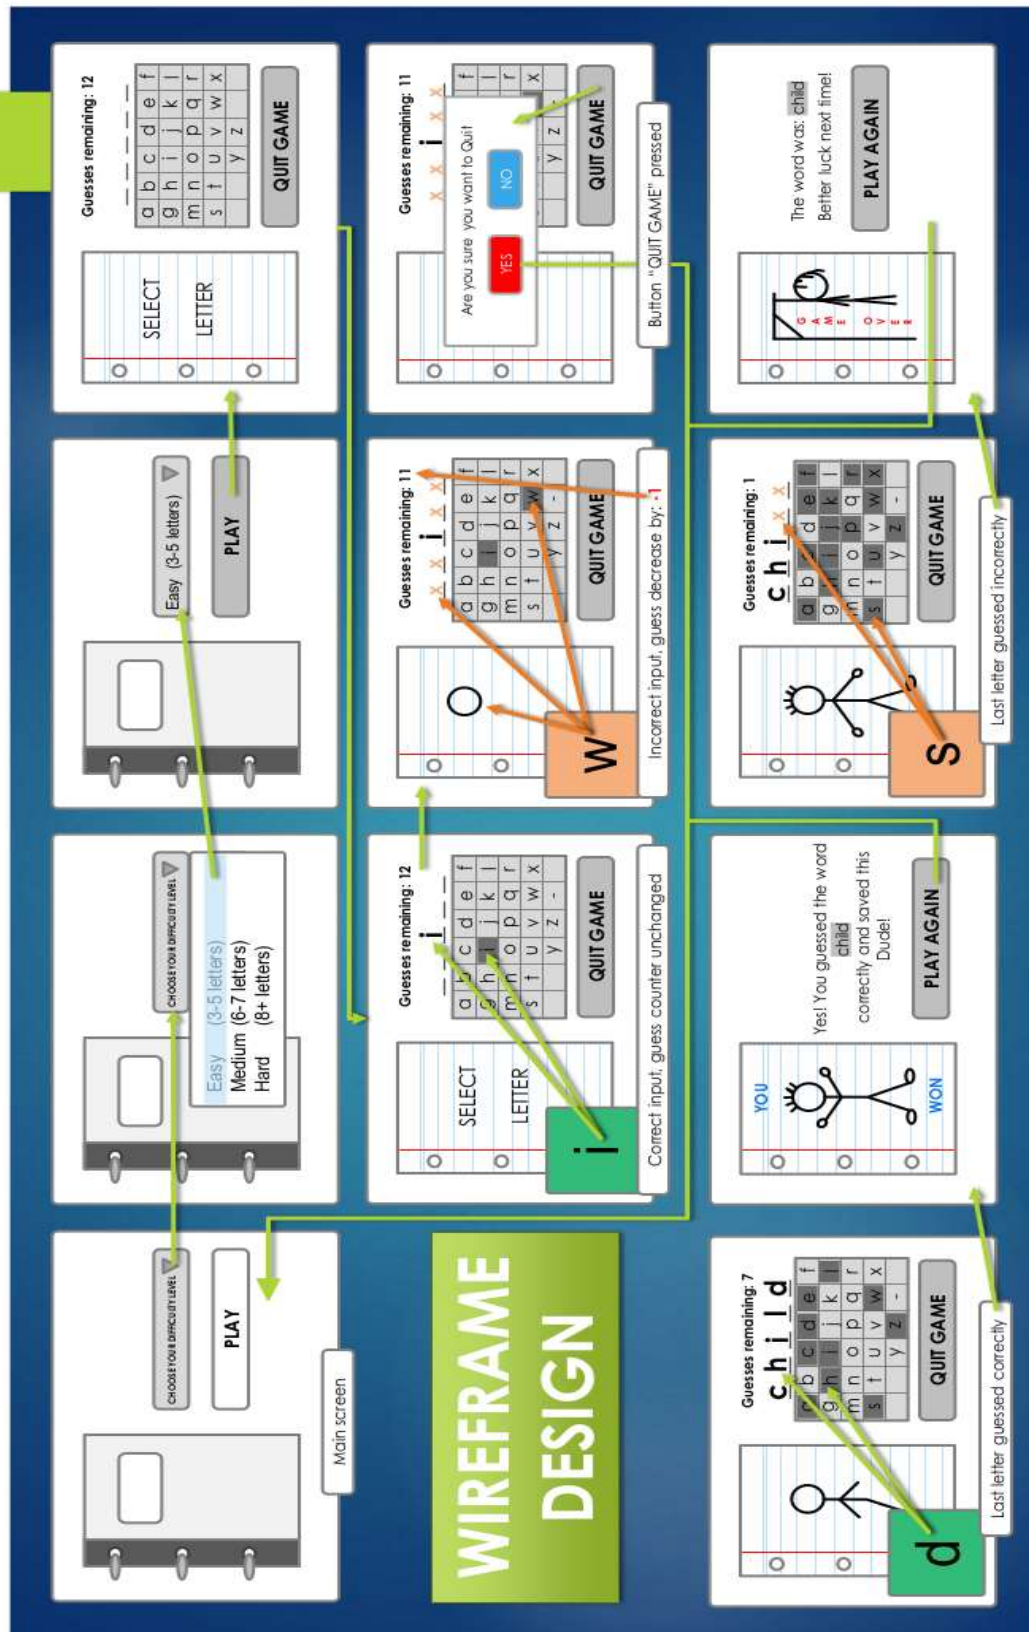 CHOOSE YOUR DIFFICULTY LEVEL
PLAY
Main screen
CHOOSE YOUR DIFFICULTY LEVEL
Easy (3-5 letters)
Medium (6-7 letters)
Hard (8+ letters)
Easy (3-5 letters)
PLAY
SELECT
LETTER
Guesses remaining: 12
a b c d e f
g h i j k l
m n o p q r
s t u v w x
y z
QUIT GAME
WIREFRAME
DESIGN
SELECT
LETTER
i
Guesses remaining: 12
i
a b c d e f
g h i j k l
m n o p q r
s t u v w x
y z -
QUIT GAME
Correct input, guess counter unchanged
W
Guesses remaining: 11
x x i x x
a b c d e f
g h i j k l
m n o p q r
s t u v w x
y z -
QUIT GAME
Incorrect input, guess decrease by: -1
Guesses remaining: 11
x x i x x
f
l
r
x
y z -
Are you sure you want to Quit
YES NO
QUIT GAME
Button "QUIT GAME" pressed
d
Guesses remaining: 7
c h i l d
a b c d e f
g h i j k l
m n o p q r
s t u v w x
y z -
QUIT GAME
Last letter guessed correctly
YOU
WON
Yes! You guessed the word
child
correctly and saved this
Dude!
PLAY AGAIN
S
Guesses remaining: 1
c h i x x
a b c d e f
g h i j k l
m n o p q r
s t u v w x
y z -
QUIT GAME
Last letter guessed incorrectly
GAME OVER
The word was: child
Better luck next time!
PLAY AGAIN